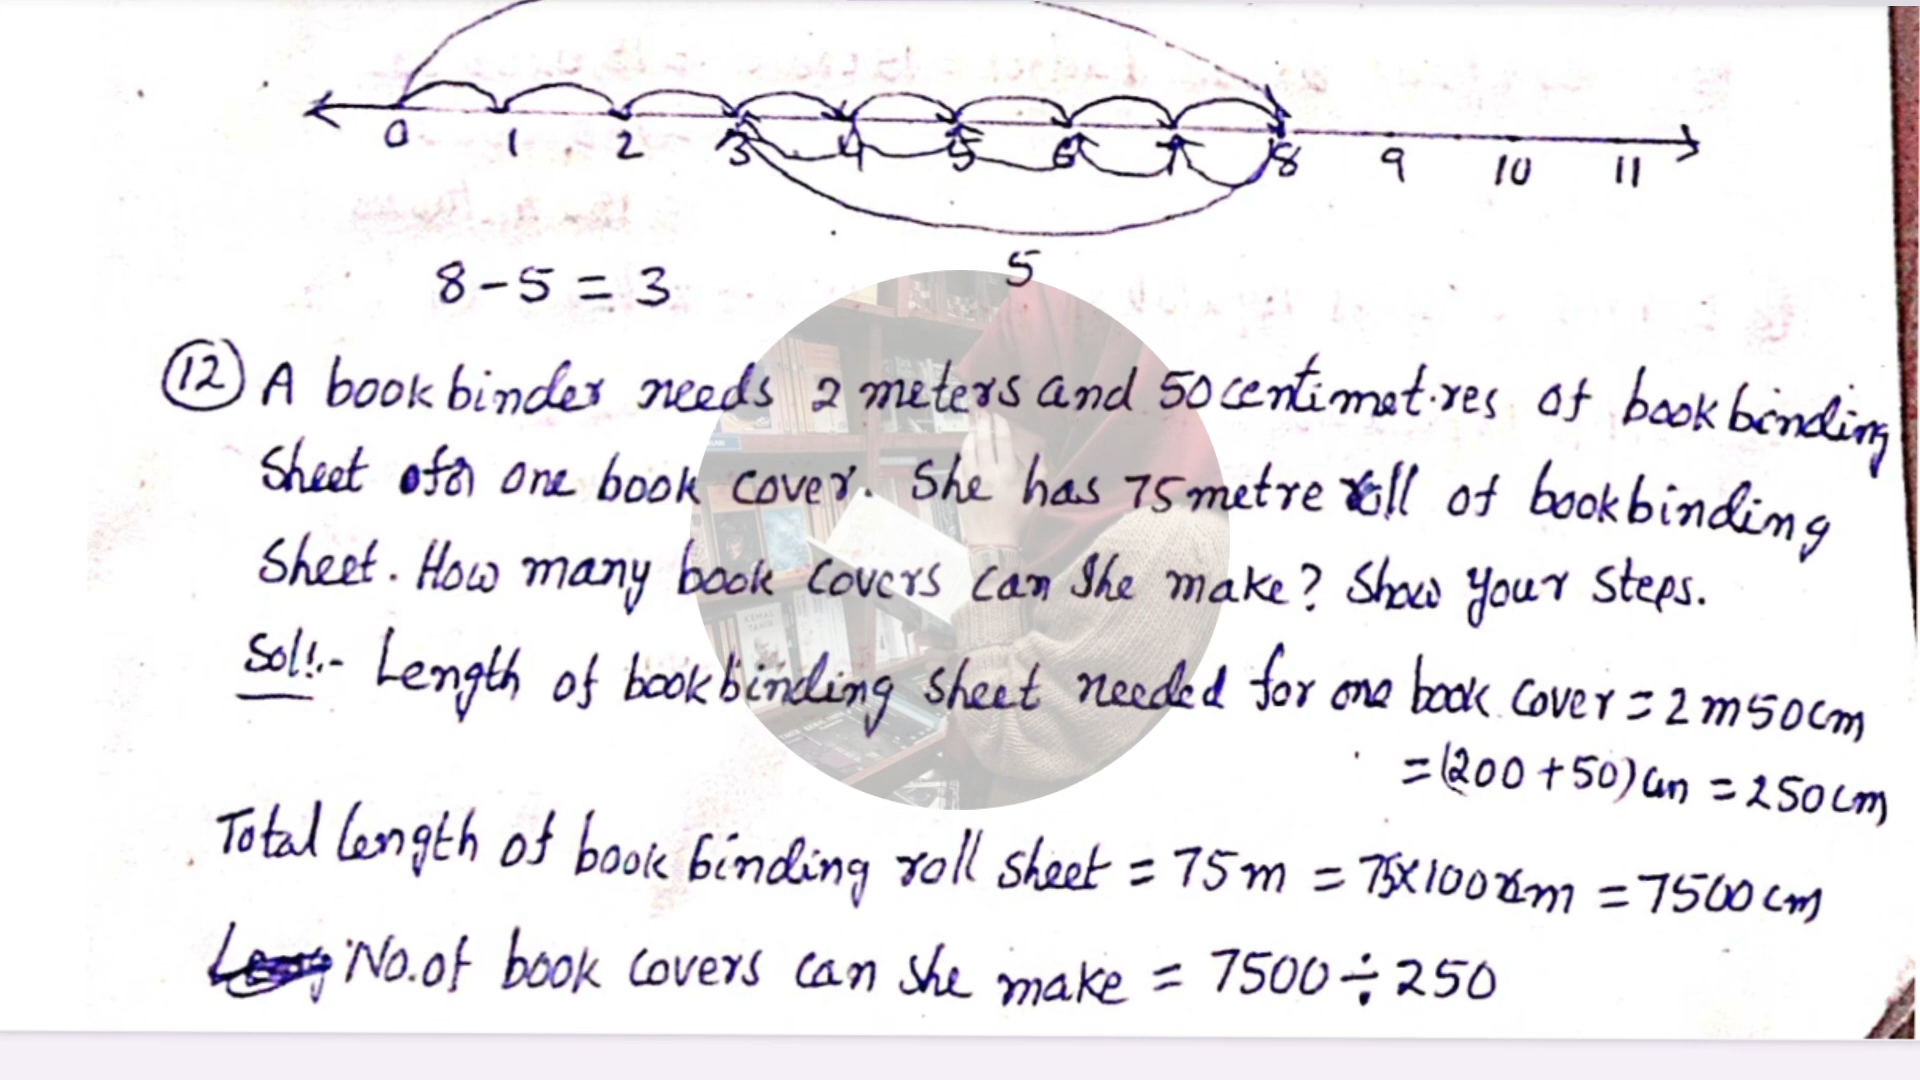 0 1 2 3 4 5 6 7 8 9 10 11
5
8-5=3
(12) A book binder needs 2 meters and 50 centimetres of book binding
Sheet for one book cover. She has 75 metre roll of bookbinding
Sheet. How many book covers can she make? Show your steps.
Sol:- Length of book binding sheet needed for one book cover = 2 m 50 cm
=(200+50) cm = 250 cm
Total length of book binding roll sheet = 75 m = 75×100 cm = 7500 cm
No. of book covers can she make = 7500÷250